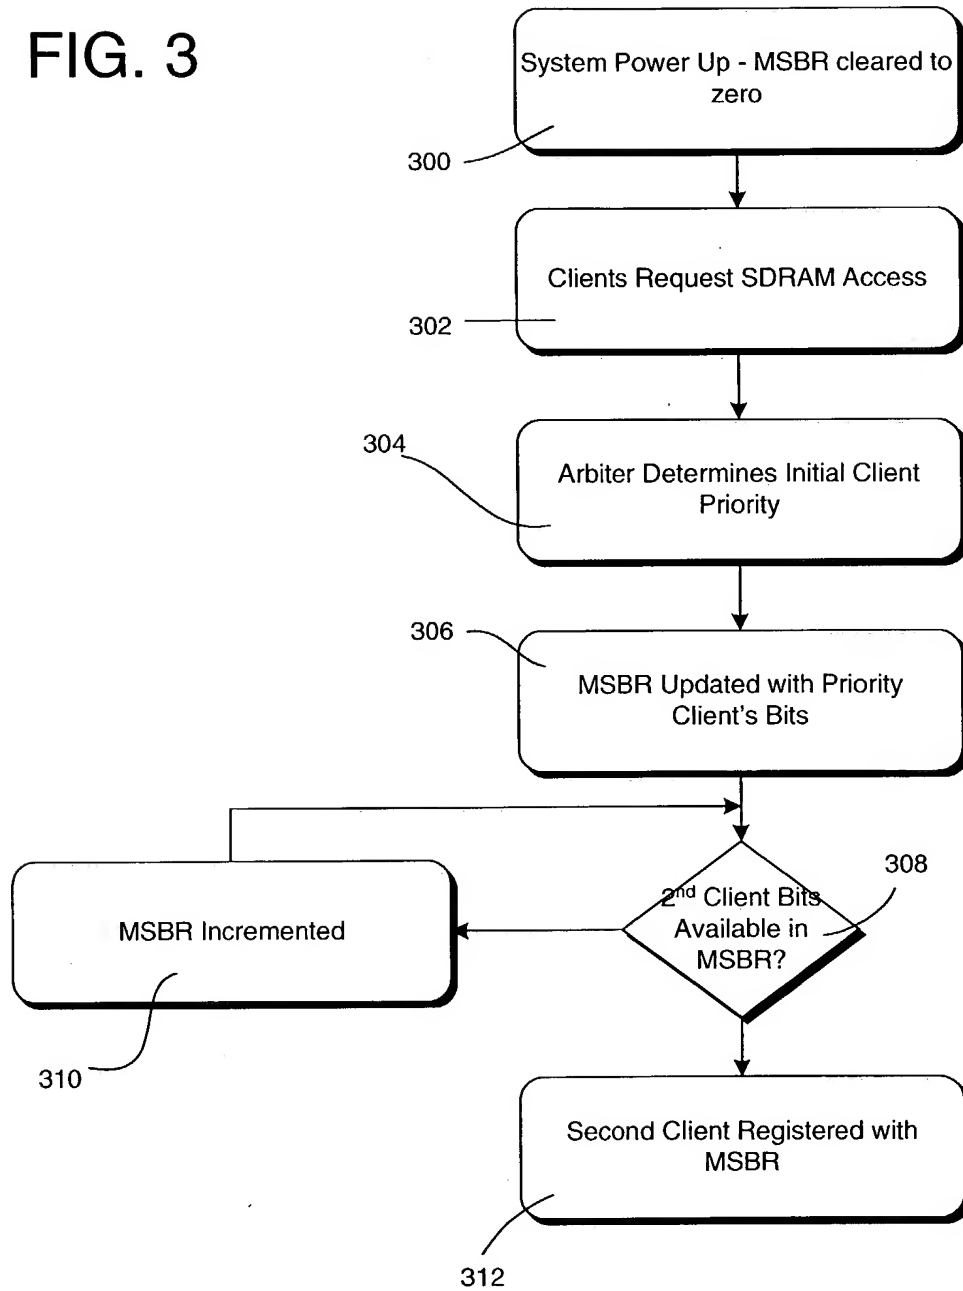 FIG. 3
System Power Up - MSBR cleared to
zero
300
Clients Request SDRAM Access
302
304
Arbiter Determines Initial Client
Priority
306
MSBR Updated with Priority
Client's Bits
308
2nd Client Bits
Available in
MSBR?
MSBR Incremented
310
Second Client Registered with
MSBR
312